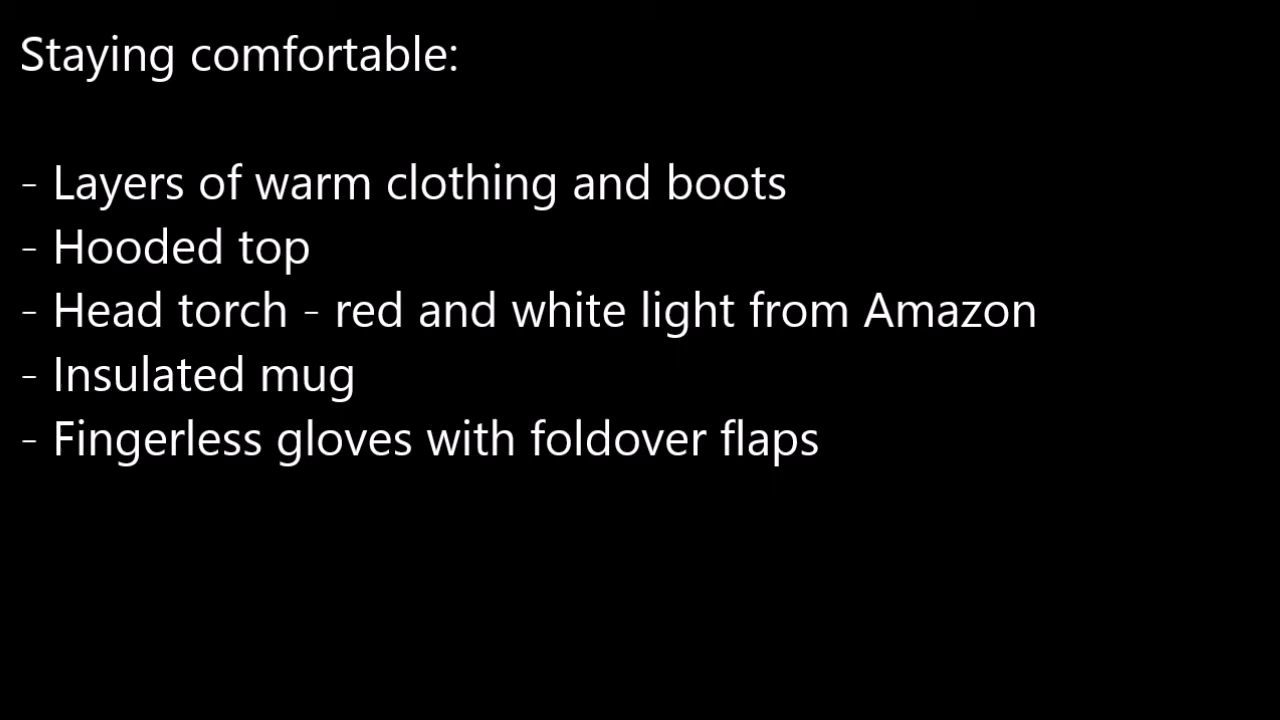 Staying comfortable:
- Layers of warm clothing and boots
- Hooded top
- Head torch - red and white light from Amazon
- Insulated mug
- Fingerless gloves with foldover flaps